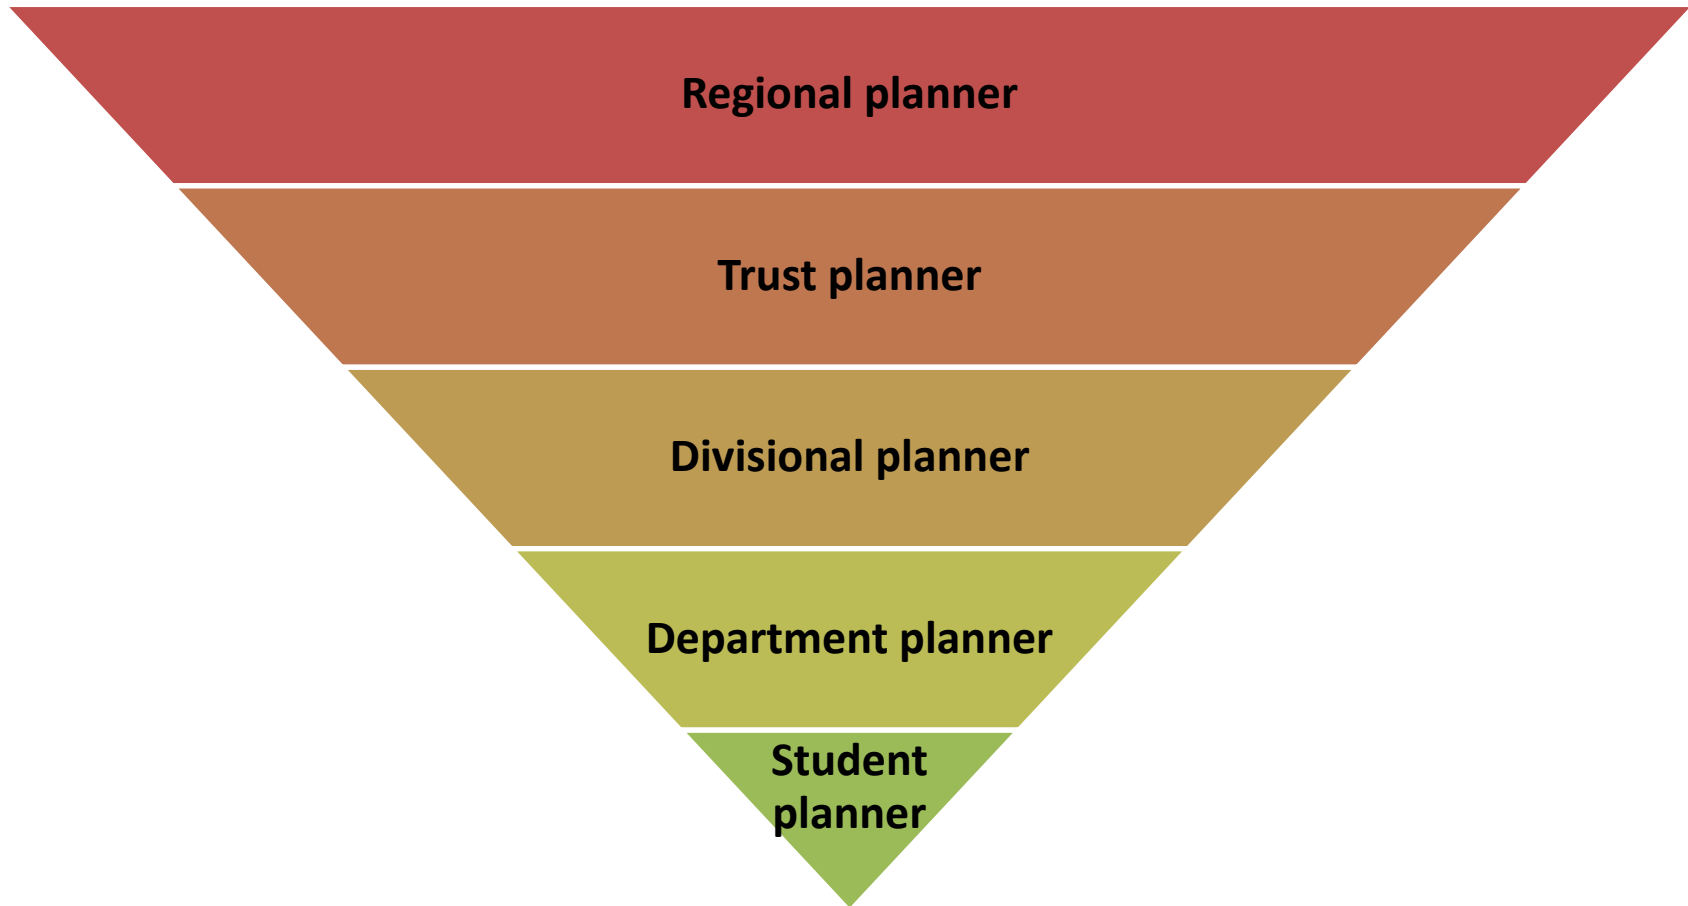 Regional planner
Trust planner
Divisional planner
Department planner
Student
planner